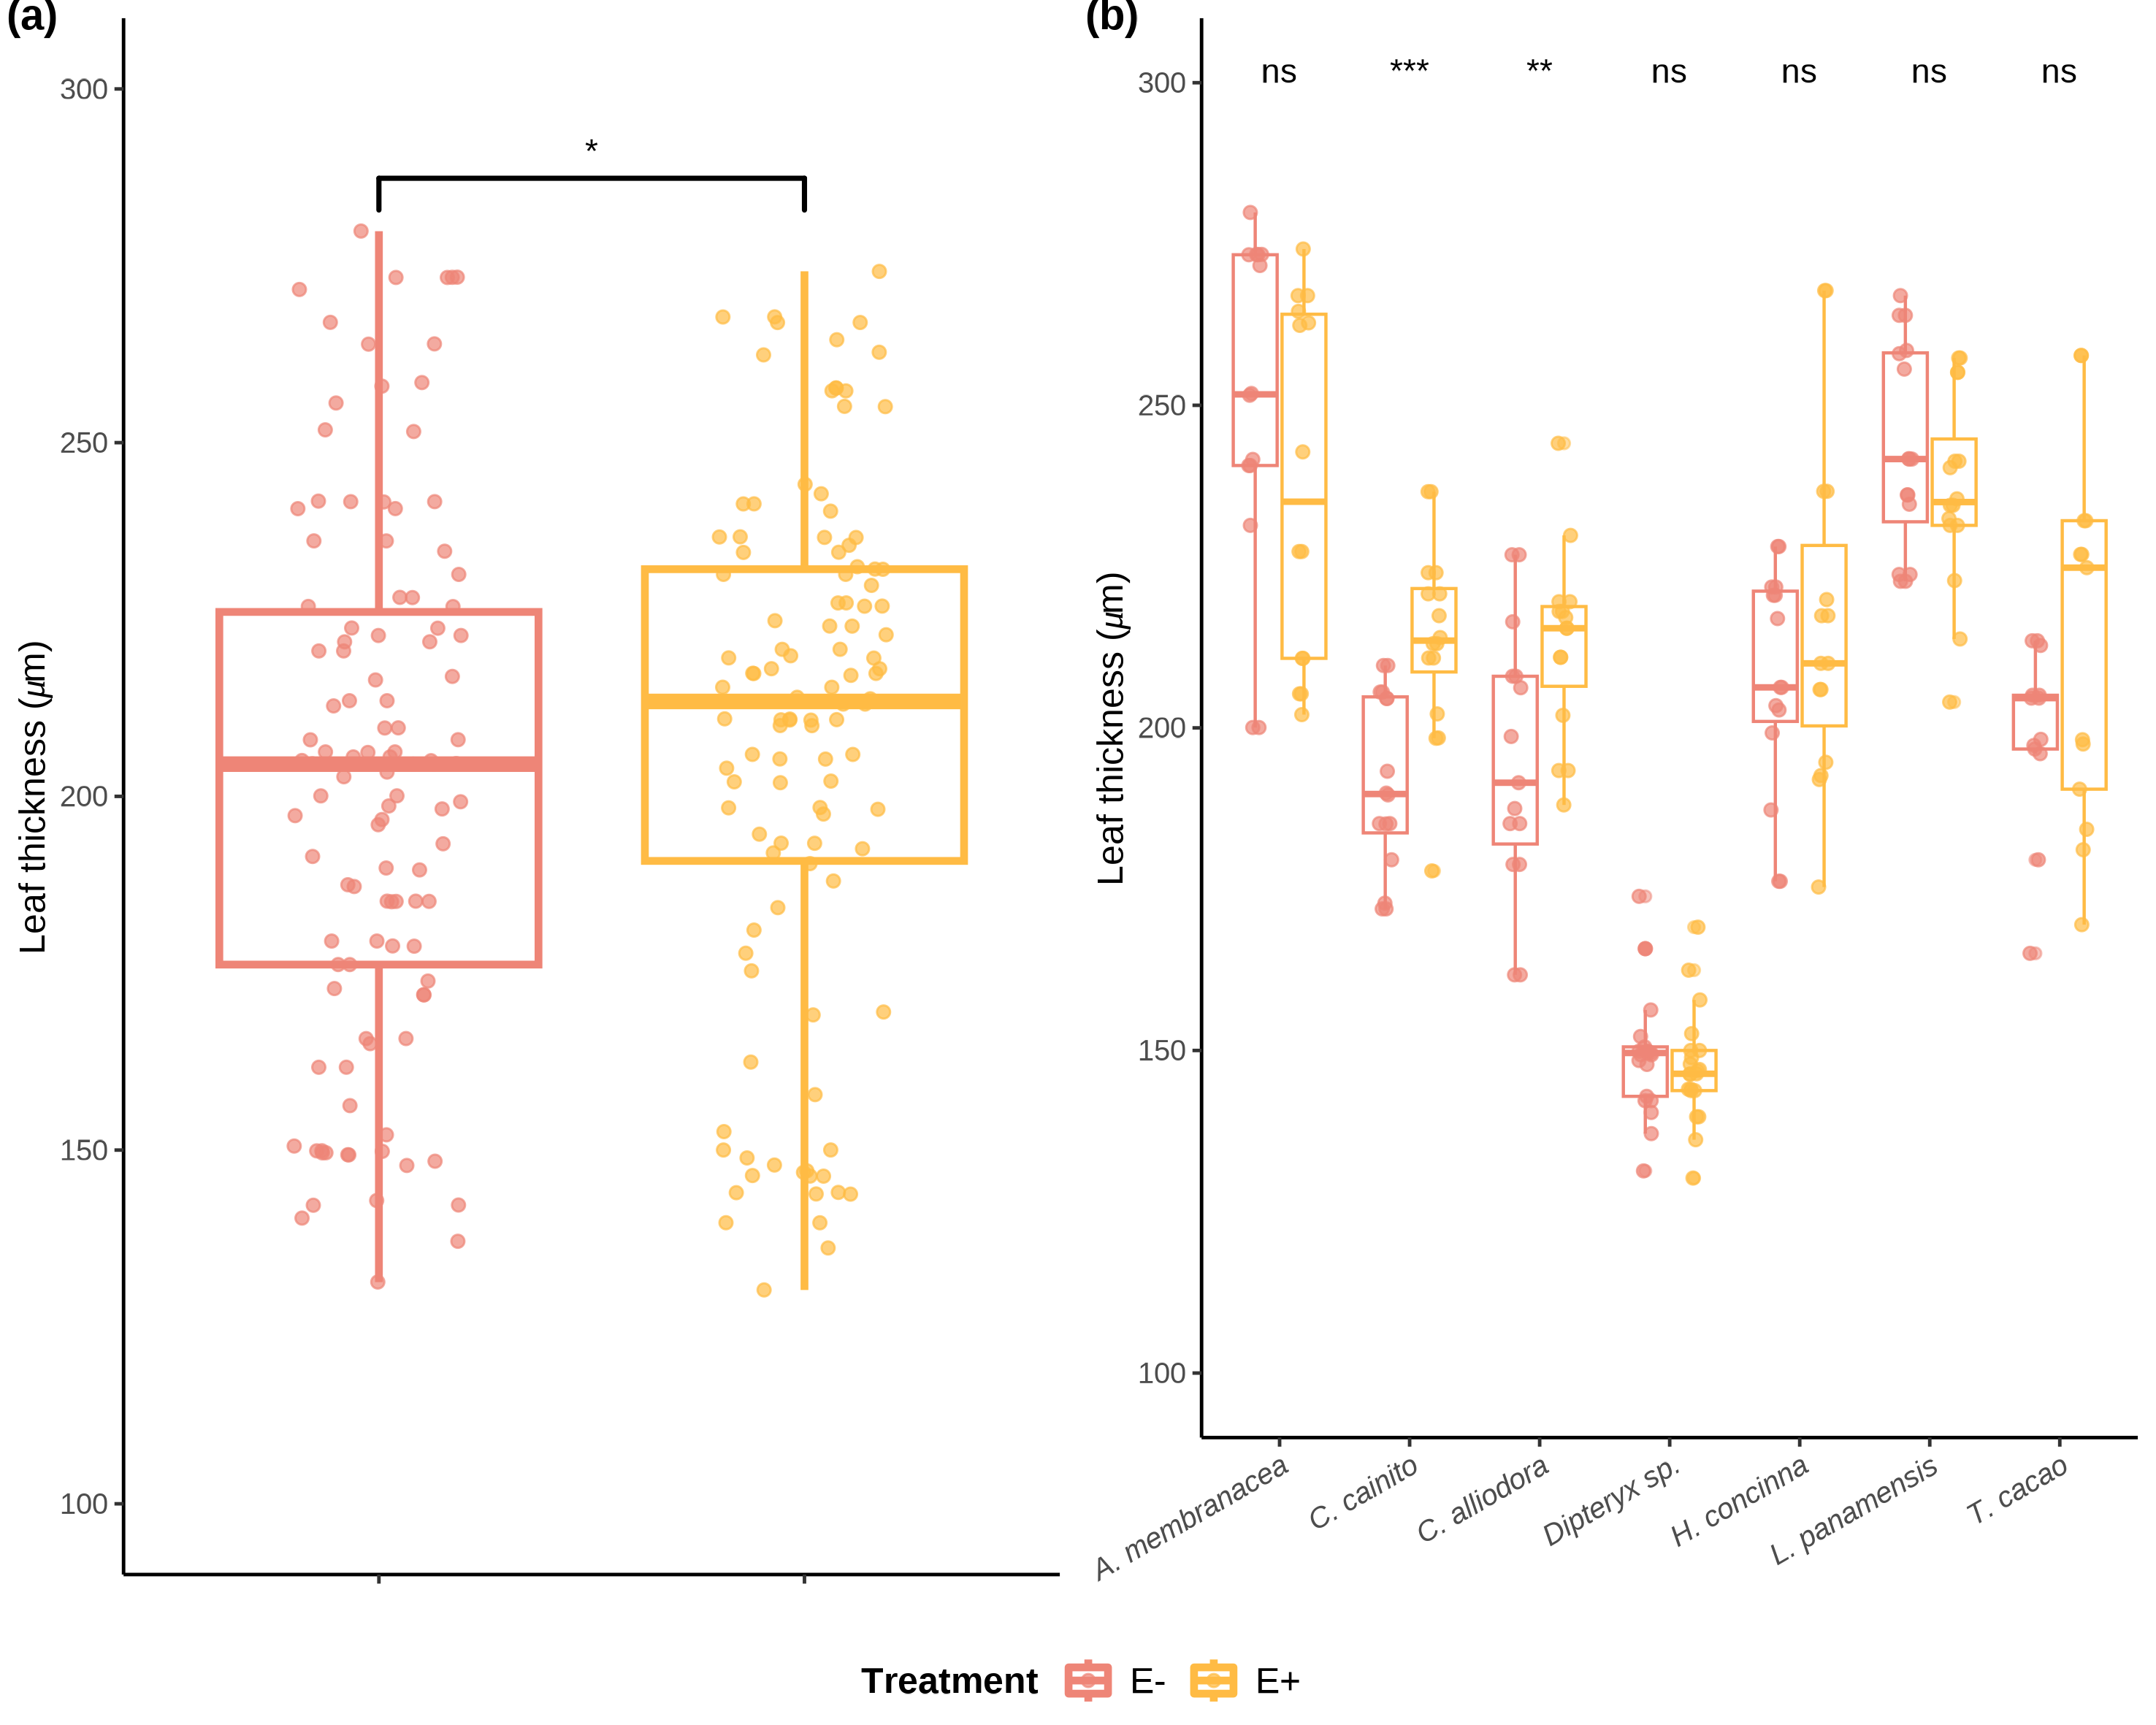 (a)
300
250
200
150
100
Leaf thickness (μm)
*
(b)
300
250
200
150
100
Leaf thickness (μm)
ns *** ** ns ns ns ns
A. membranacea
C. cainito
C. alliodora
Dipteryx sp.
H. concinna
L. panamensis
T. cacao
Treatment E- E+